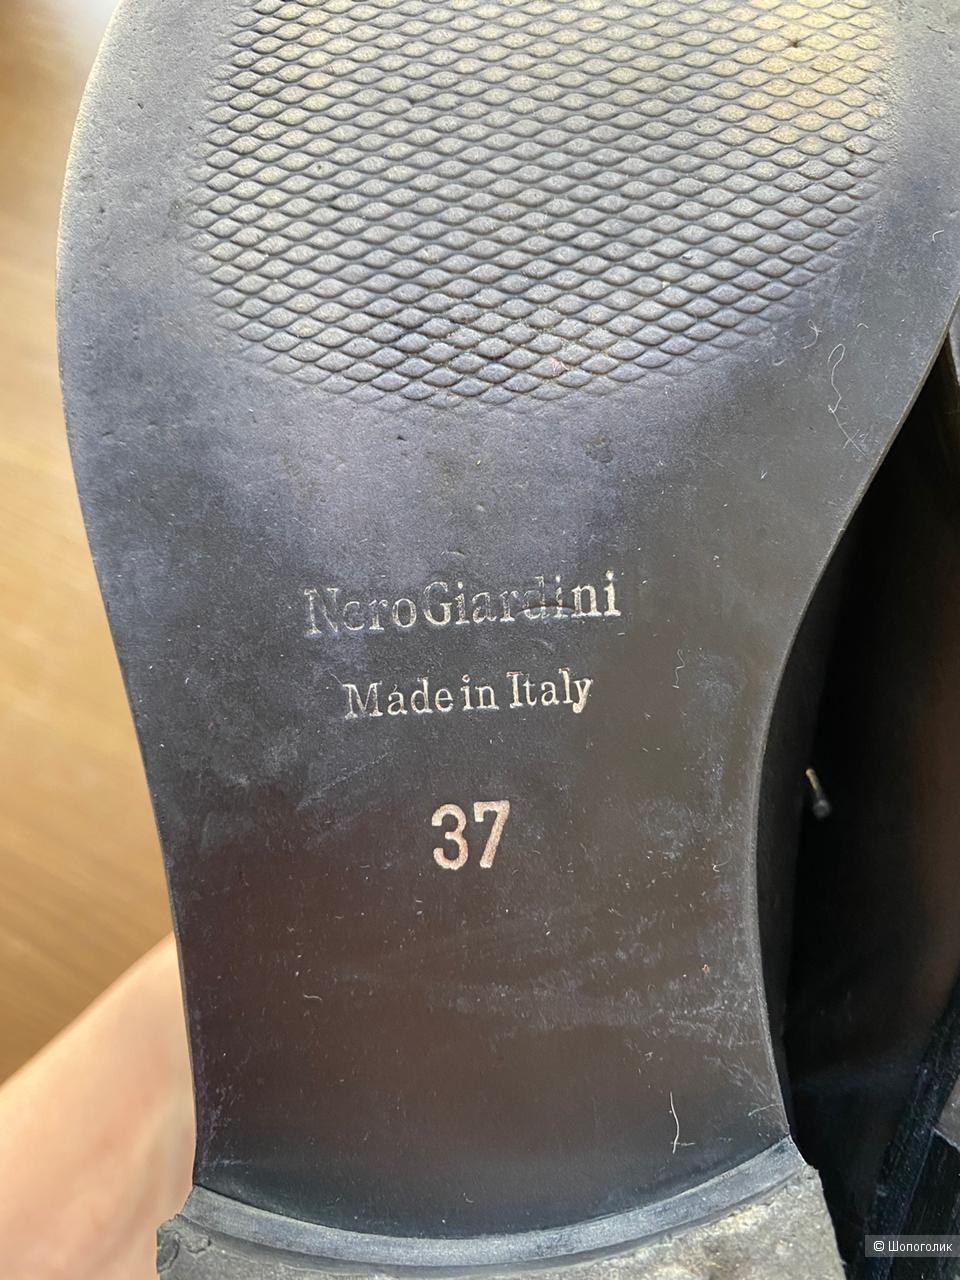 NeroGiardini
Made in Italy
37
© Шопоголик